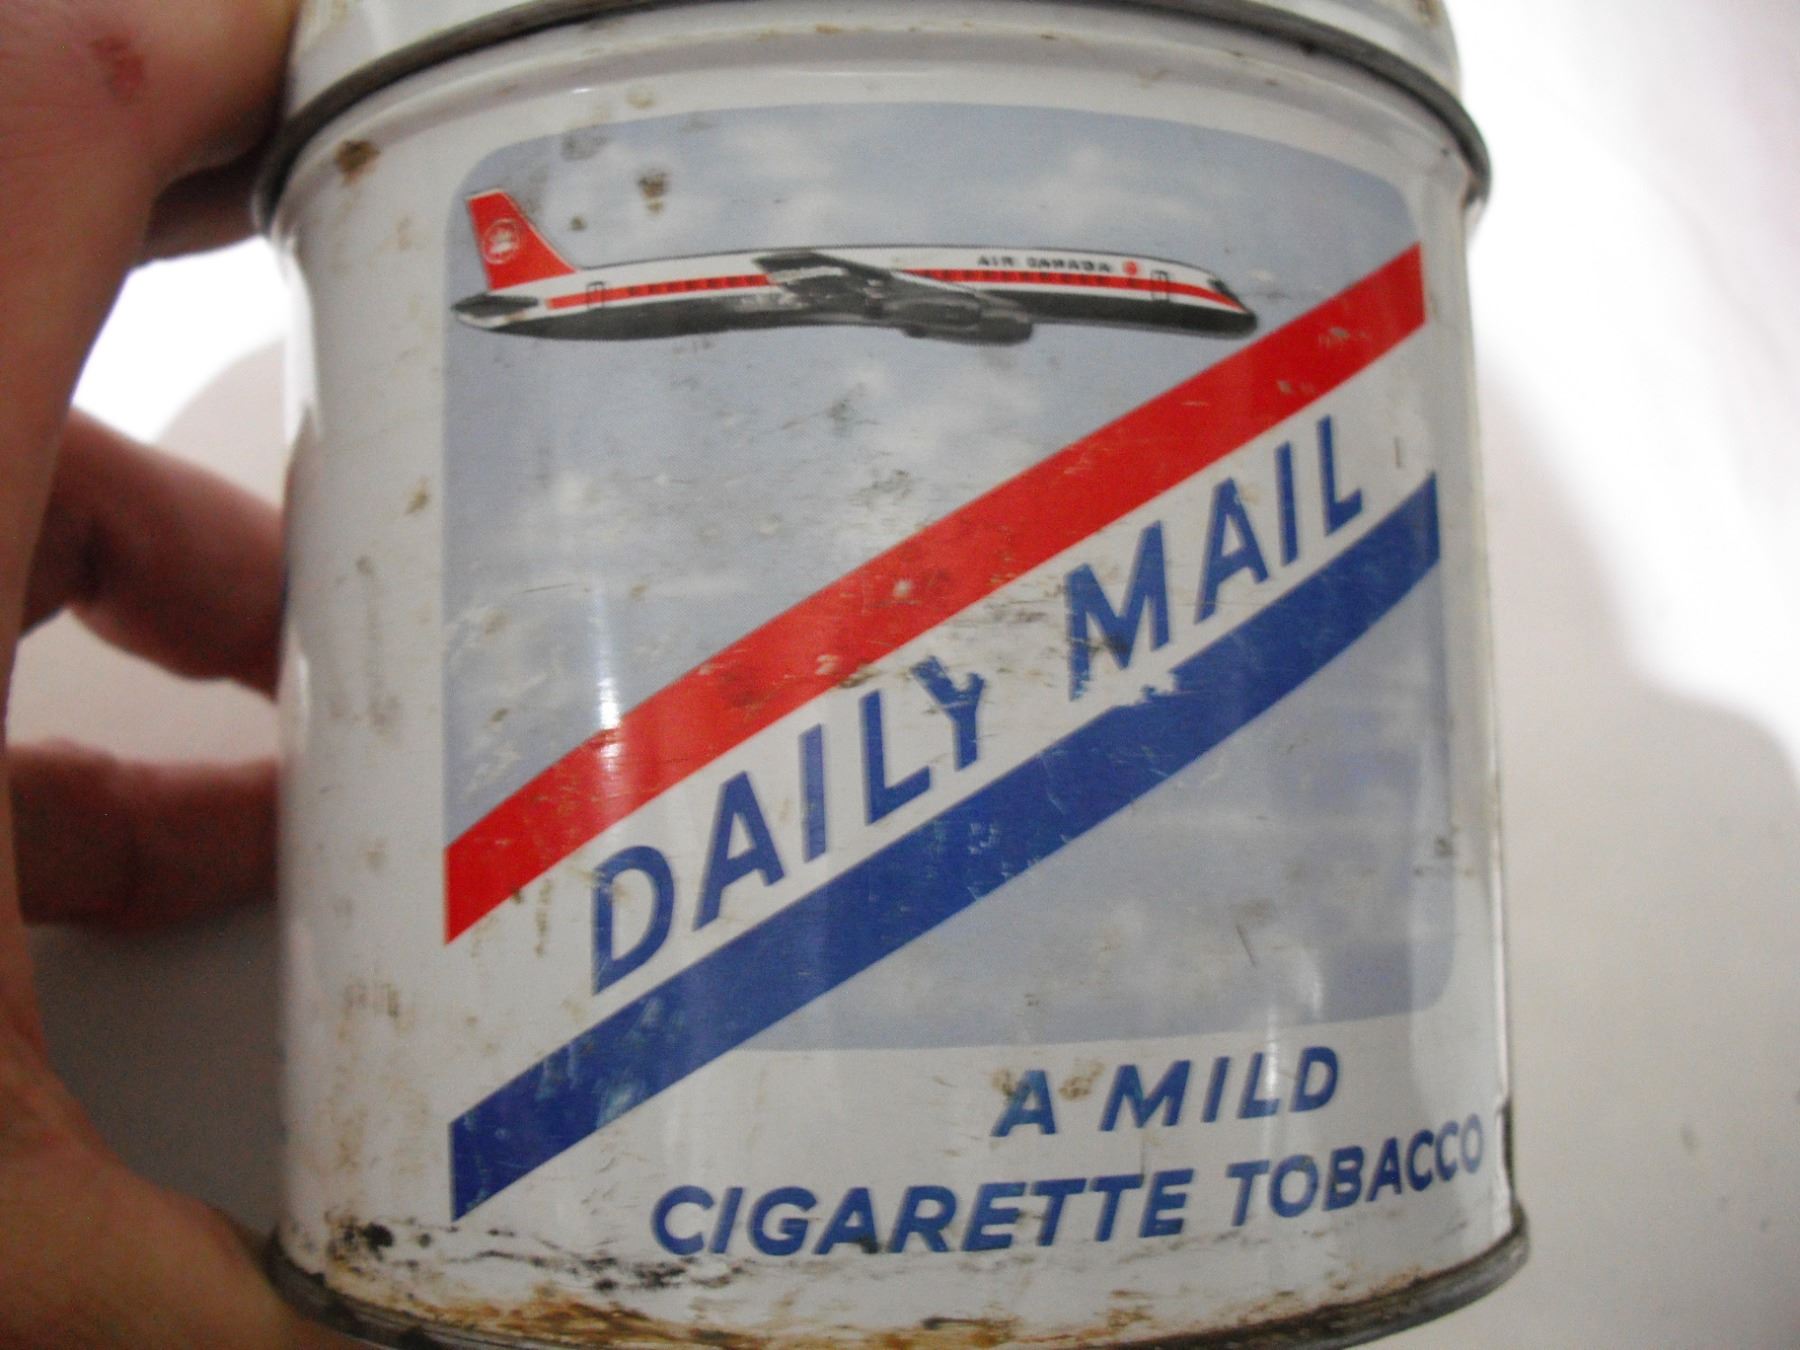 AIR CANADA
DAILY MAIL
A MILD
CIGARETTE TOBACCO